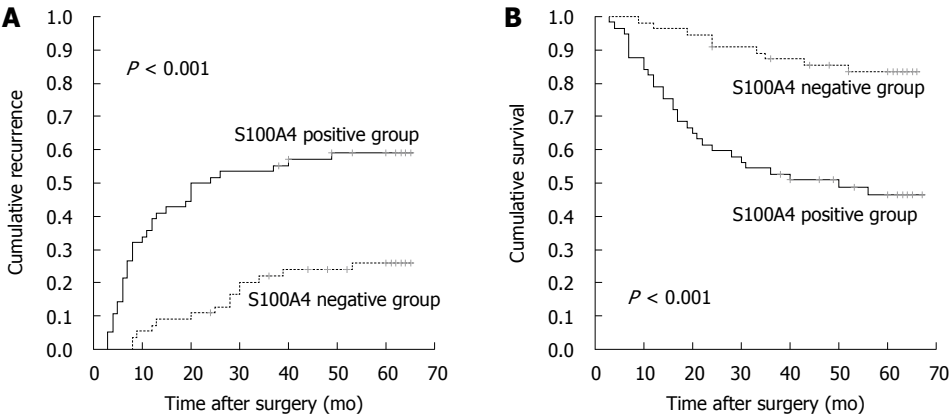 A
Cumulative recurrence
1.0
0.9
0.8
0.7
0.6
0.5
0.4
0.3
0.2
0.1
0.0
P < 0.001
S100A4 positive group
S100A4 negative group
0 10 20 30 40 50 60 70
Time after surgery (mo)
B
Cumulative survival
1.0
0.9
0.8
0.7
0.6
0.5
0.4
0.3
0.2
0.1
0.0
S100A4 negative group
S100A4 positive group
P < 0.001
0 10 20 30 40 50 60 70
Time after surgery (mo)